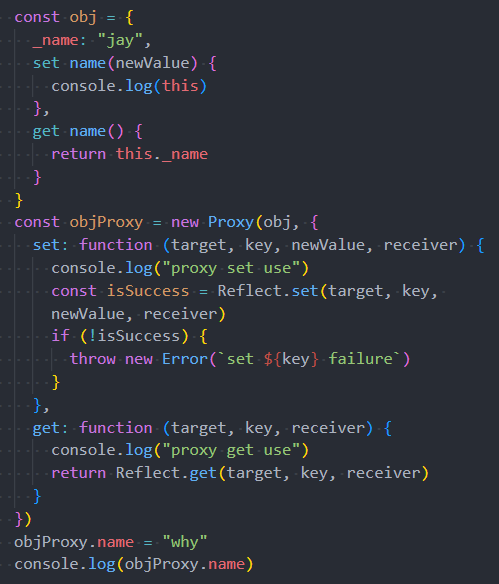 const obj = {
  _name: "jay",
  set name(newValue) {
    console.log(this)
  },
  get name() {
    return this._name
  }
}
const objProxy = new Proxy(obj, {
  set: function (target, key, newValue, receiver) {
    console.log("proxy set use")
    const isSuccess = Reflect.set(target, key,
    newValue, receiver)
    if (!isSuccess) {
      throw new Error(`set ${key} failure`)
    }
  },
  get: function (target, key, receiver) {
    console.log("proxy get use")
    return Reflect.get(target, key, receiver)
  }
})
objProxy.name = "why"
console.log(objProxy.name)